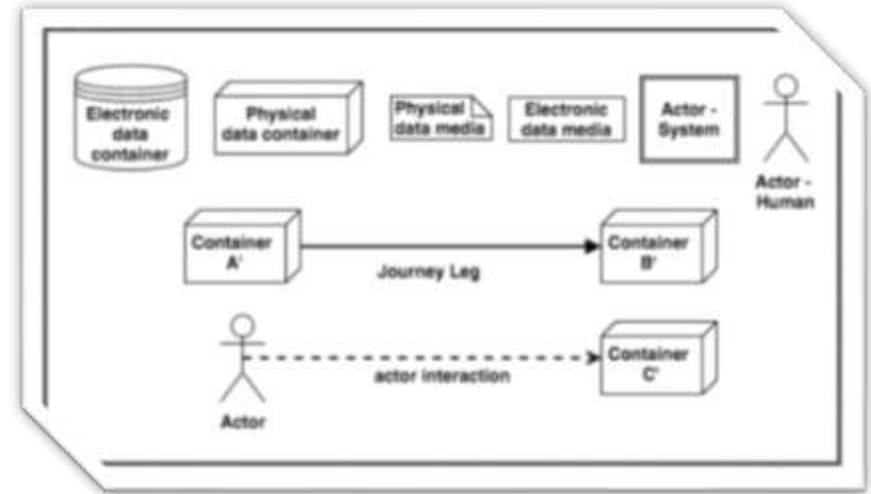 Electronic
data
container
Physical
data container
Physical
data media
Electronic
data media
Actor -
System
Actor -
Human
Container
A'
Journey Leg
Container
B'
Actor
actor interaction
Container
C'